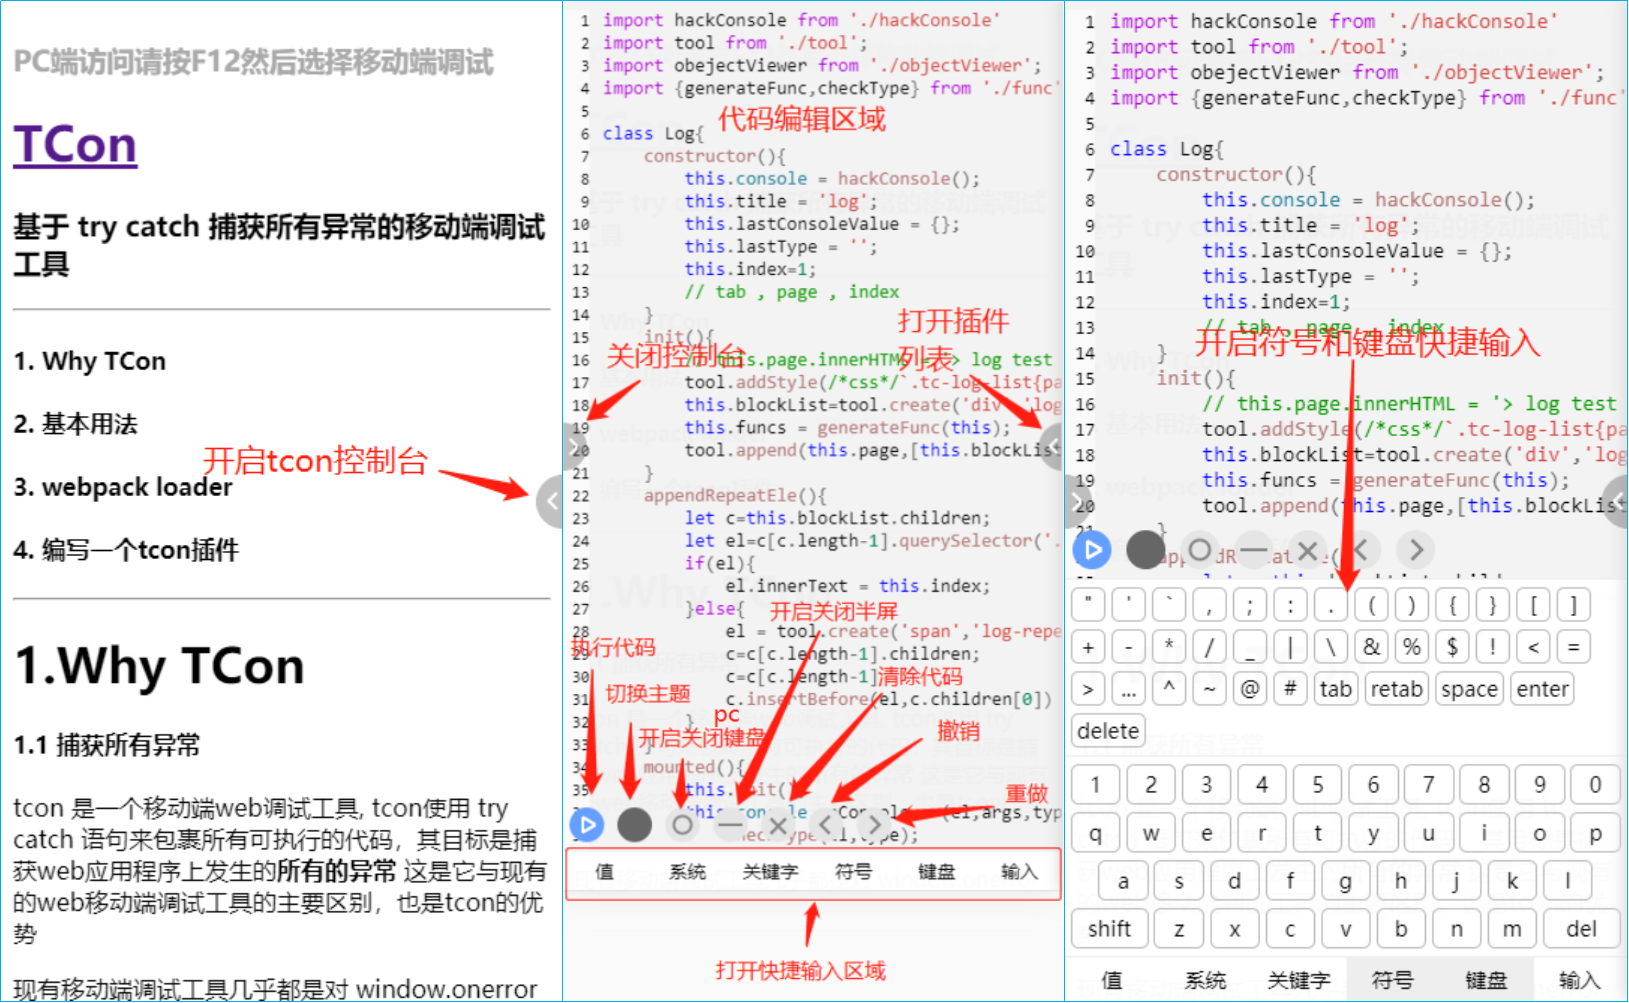 PC端访问请按F12然后选择移动端调试
TCon
基于 try catch 捕获所有异常的移动端调试
工具
1. Why TCon
2. 基本用法
开启tcon控制台
3. webpack loader
4. 编写一个tcon插件
1.Why TCon
1.1 捕获所有异常
tcon 是一个移动端web调试工具, tcon使用 try
catch 语句来包裹所有可执行的代码，其目标是捕
获web应用程序上发生的所有的异常 这是它与现有
的web移动端调试工具的主要区别，也是tcon的优
势
现有移动端调试工具几乎都是对 window.onerror
1 import hackConsole from './hackConsole'
2 import tool from './tool';
3 import obejectViewer from './objectViewer';
4 import {generateFunc,checkType} from './func'
5
代码编辑区域
6 class Log{
7 constructor(){
8 this.console = hackConsole();
9 this.title = 'log';
10 this.lastConsoleValue = {};
11 this.lastType = '';
12 this.index=1;
13 // tab , page , index
14 }
打开插件
列表
15 init(){
关闭控制台
16 // this.page.innerHTML = '> log test
17 tool.addStyle(/*css*/`.tc-log-list{pa
18 this.blockList=tool.create('div','log
19 this.funcs = generateFunc(this);
20 tool.append(this.page,[this.blockLis
21 }
22 appendRepeatEle(){
23 let c=this.blockList.children;
24 let el=c[c.length-1].querySelector('.
25 if(el){
26 el.innerText = this.index;
27 }else{
开启关闭半屏
28 el = tool.create('span','log-repe
执行代码
29 c=c[c.length-1].children;
30 c=c[c.length-1]
清除代码
31 c.insertBefore(el,c.children[0])
切换主题
32 }
pc
开启关闭键盘
撤销
33 }
34 mounted(){
35 this.
重做
值 系统 关键字 符号 键盘 输入
打开快捷输入区域
1 import hackConsole from './hackConsole'
2 import tool from './tool';
3 import obejectViewer from './objectViewer';
4 import {generateFunc,checkType} from './func'
5
6 class Log{
7 constructor(){
8 this.console = hackConsole();
9 this.title = 'log';
10 this.lastConsoleValue = {};
11 this.lastType = '';
12 this.index=1;
13 // tab , page , index
开启符号和键盘快捷输入
14 }
15 init(){
16 // this.page.innerHTML = '> log test
17 tool.addStyle(/*css*/`.tc-log-list{pa
18 this.blockList=tool.create('div','log
19 this.funcs = generateFunc(this);
20 tool.append(this.page,[this.blockLis
21 }
" ' ` , ; : . ( ) { } [ ]
+ - * / _ | \ & % $ ! < =
> ... ^ ~ @ # tab retab space enter
delete
1 2 3 4 5 6 7 8 9 0
q w e r t y u i o p
a s d f g h j k l
shift z x c v b n m del
值 系统 关键字 符号 键盘 输入